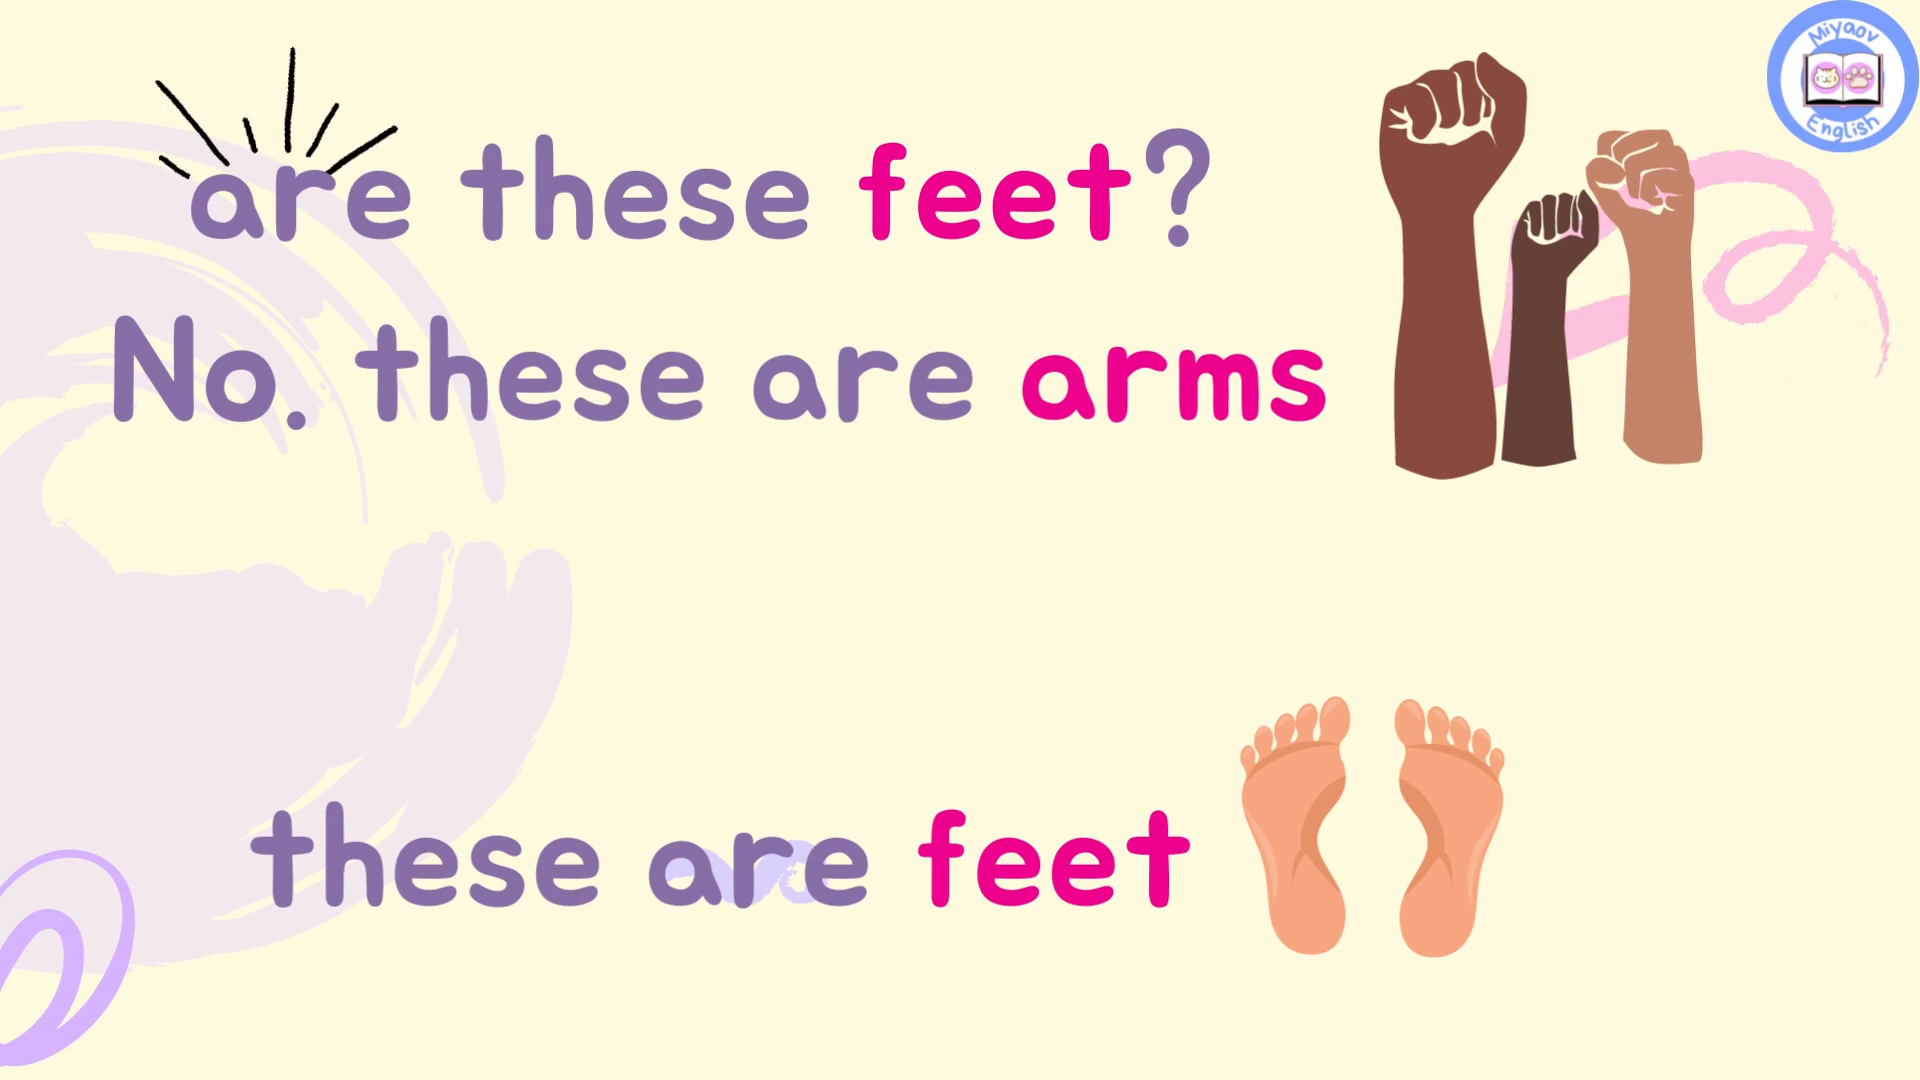 Miyaov
English
are these feet?
No. these are arms
these are feet